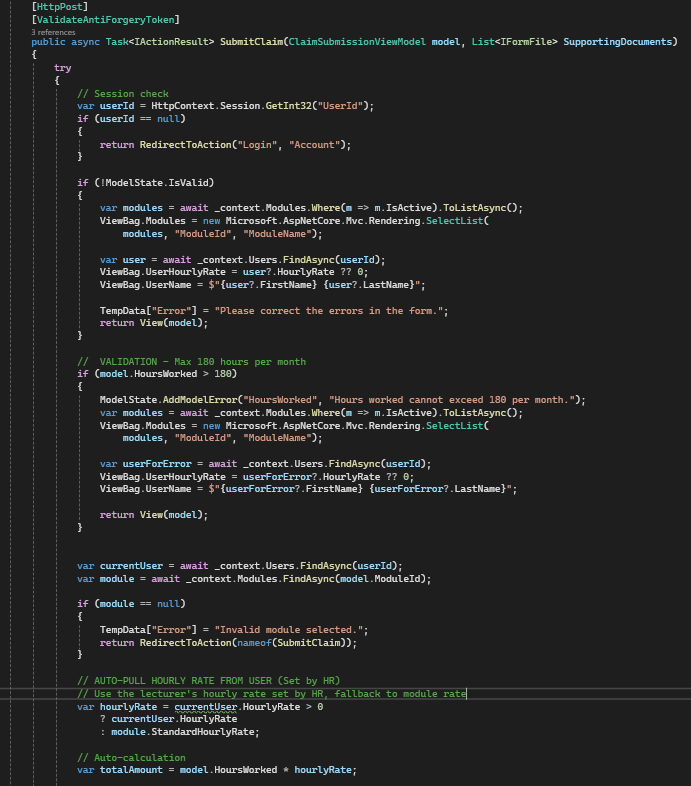 [HttpPost]
[ValidateAntiForgeryToken]
3 references
public async Task<IActionResult> SubmitClaim(ClaimSubmissionViewModel model, List<IFormFile> SupportingDocuments)
{
try
{
// Session check
var userId = HttpContext.Session.GetInt32("UserId");
if (userId == null)
{
return RedirectToAction("Login", "Account");
}
if (!ModelState.IsValid)
{
var modules = await _context.Modules.Where(m => m.IsActive).ToListAsync();
ViewBag.Modules = new Microsoft.AspNetCore.Mvc.Rendering.SelectList(
modules, "ModuleId", "ModuleName");
var user = await _context.Users.FindAsync(userId);
ViewBag.UserHourlyRate = user?.HourlyRate ?? 0;
ViewBag.UserName = $"{user?.FirstName} {user?.LastName}";
TempData["Error"] = "Please correct the errors in the form.";
return View(model);
}
// VALIDATION - Max 180 hours per month
if (model.HoursWorked > 180)
{
ModelState.AddModelError("HoursWorked", "Hours worked cannot exceed 180 per month.");
var modules = await _context.Modules.Where(m => m.IsActive).ToListAsync();
ViewBag.Modules = new Microsoft.AspNetCore.Mvc.Rendering.SelectList(
modules, "ModuleId", "ModuleName");
var userForError = await _context.Users.FindAsync(userId);
ViewBag.UserHourlyRate = userForError?.HourlyRate ?? 0;
ViewBag.UserName = $"{userForError?.FirstName} {userForError?.LastName}";
return View(model);
}
var currentUser = await _context.Users.FindAsync(userId);
var module = await _context.Modules.FindAsync(model.ModuleId);
if (module == null)
{
TempData["Error"] = "Invalid module selected.";
return RedirectToAction(nameof(SubmitClaim));
}
// AUTO-PULL HOURLY RATE FROM USER (Set by HR)
// Use the lecturer's hourly rate set by HR, fallback to module rate
var hourlyRate = currentUser.HourlyRate > 0
? currentUser.HourlyRate
: module.StandardHourlyRate;
// Auto-calculation
var totalAmount = model.HoursWorked * hourlyRate;